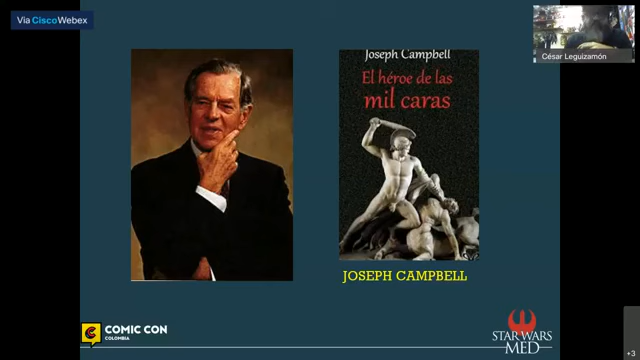 Via Cisco Webex
César Leguizamón
Joseph Campbell
El héroe de las
mil caras
JOSEPH CAMPBELL
COMIC CON
COLOMBIA
STAR WARS
MED
+3